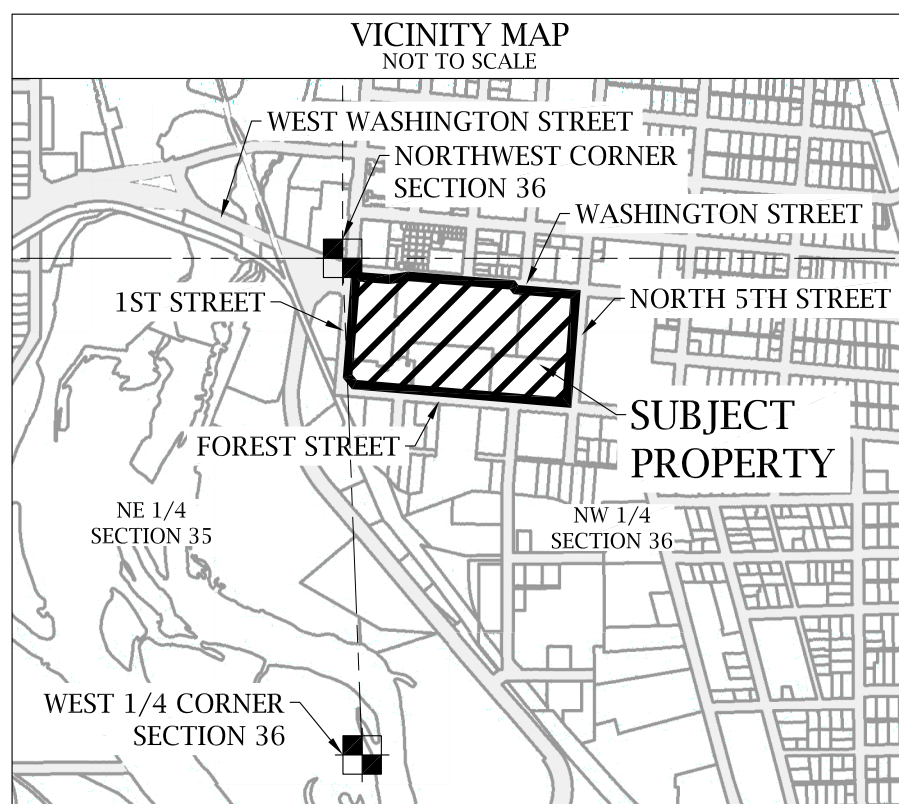 VICINITY MAP
NOT TO SCALE
WEST WASHINGTON STREET
NORTHWEST CORNER
SECTION 36
WASHINGTON STREET
1ST STREET
NORTH 5TH STREET
SUBJECT
PROPERTY
FOREST STREET
NE 1/4
SECTION 35
NW 1/4
SECTION 36
WEST 1/4 CORNER
SECTION 36